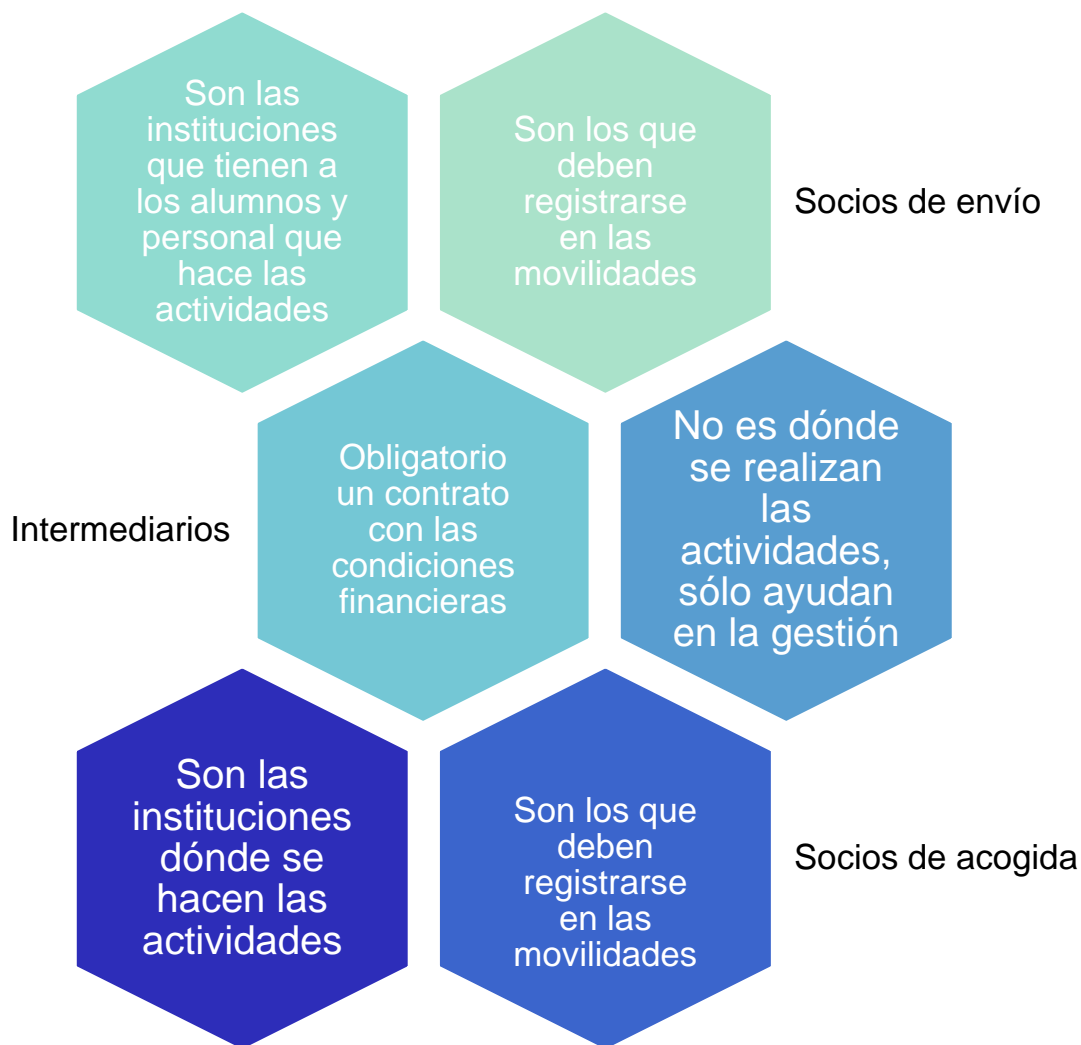 Son las
instituciones
que tienen a
los alumnos y
personal que
hace las
actividades
Son los que
deben
registrarse
en las
movilidades
Socios de envío
Intermediarios
Obligatorio
un contrato
con las
condiciones
financieras
No es dónde
se realizan
las
actividades,
sólo ayudan
en la gestión
Son las
instituciones
dónde se
hacen las
actividades
Son los que
deben
registrarse
en las
movilidades
Socios de acogida